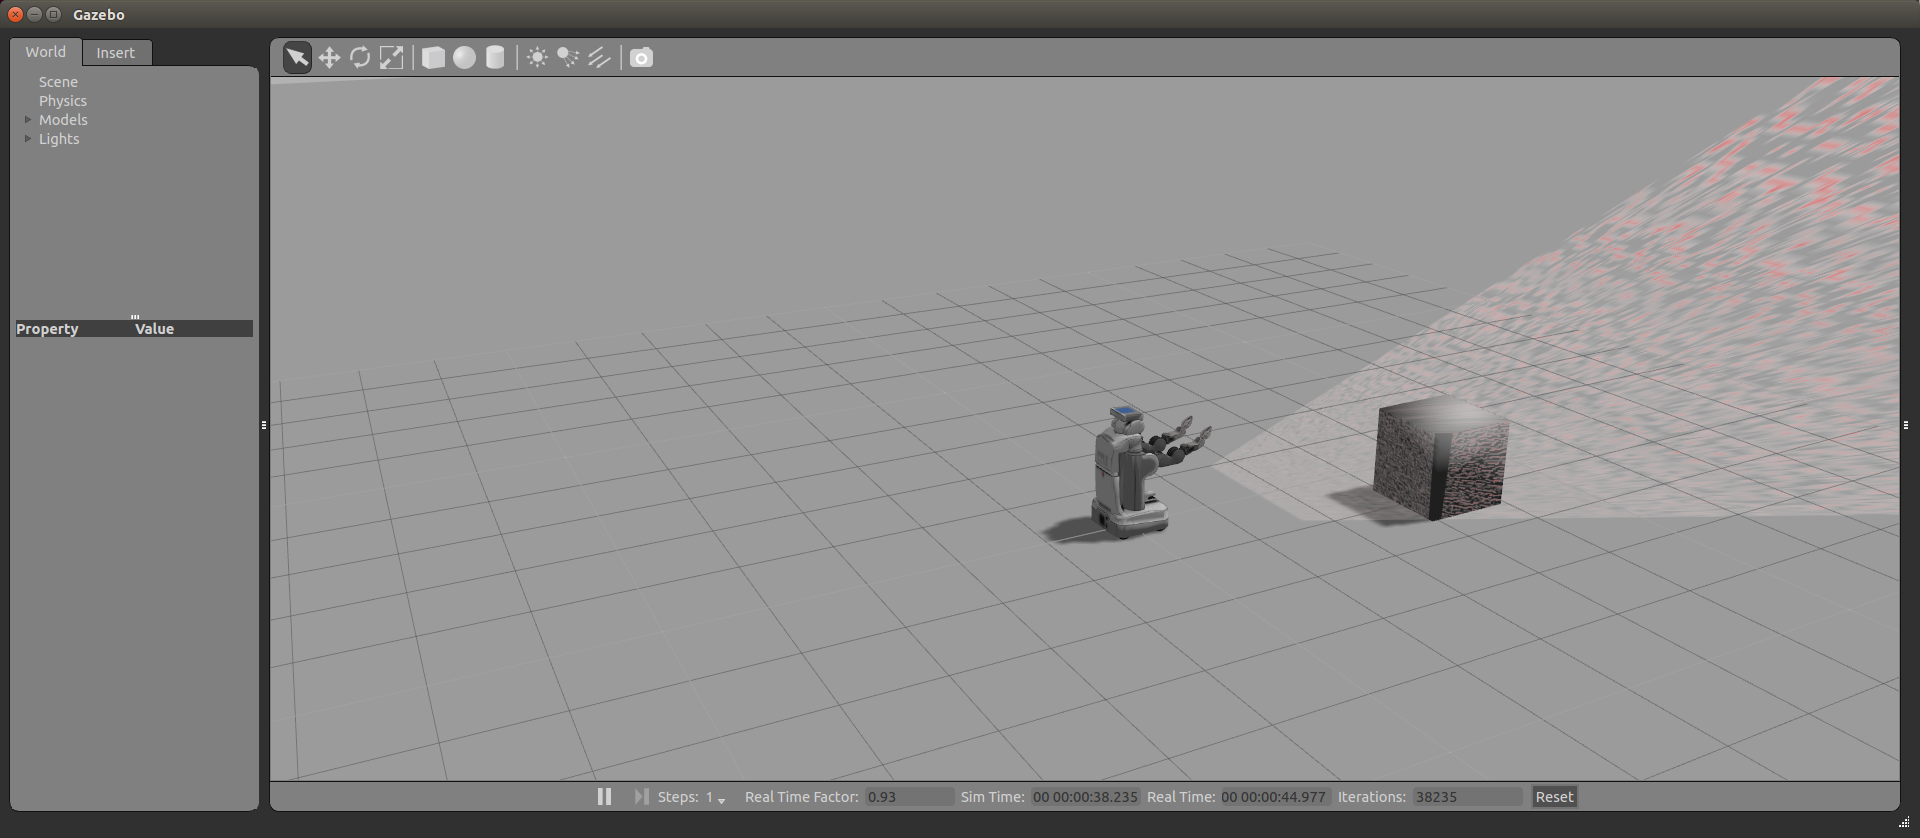 Gazebo
World Insert
Scene
Physics
Models
Lights
Property Value
Steps: 1 Real Time Factor: 0.93 Sim Time: 00 00:00:38.235 Real Time: 00 00:00:44.977 Iterations: 38235 Reset